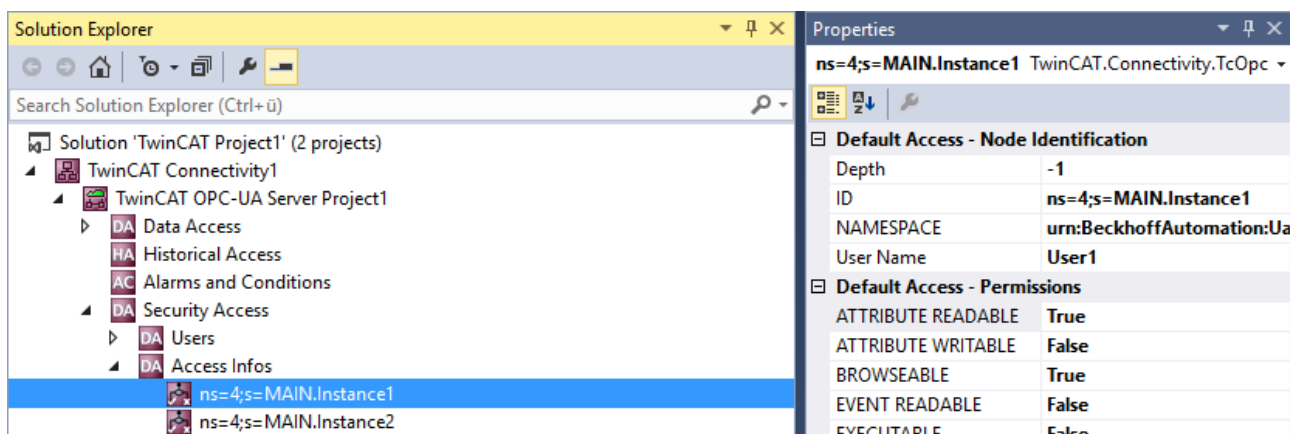 Solution Explorer
Search Solution Explorer (Ctrl+ü)
Solution 'TwinCAT Project1' (2 projects)
TwinCAT Connectivity1
TwinCAT OPC-UA Server Project1
DA Data Access
HA Historical Access
AC Alarms and Conditions
DA Security Access
DA Users
DA Access Infos
ns=4;s=MAIN.Instance1
ns=4;s=MAIN.Instance2
Properties
ns=4;s=MAIN.Instance1 TwinCAT.Connectivity.TcOpc
Default Access - Node Identification
Depth -1
ID ns=4;s=MAIN.Instance1
NAMESPACE urn:BeckhoffAutomation:Ua
User Name User1
Default Access - Permissions
ATTRIBUTE READABLE True
ATTRIBUTE WRITABLE False
BROWSEABLE True
EVENT READABLE False
EXECUTABLE False